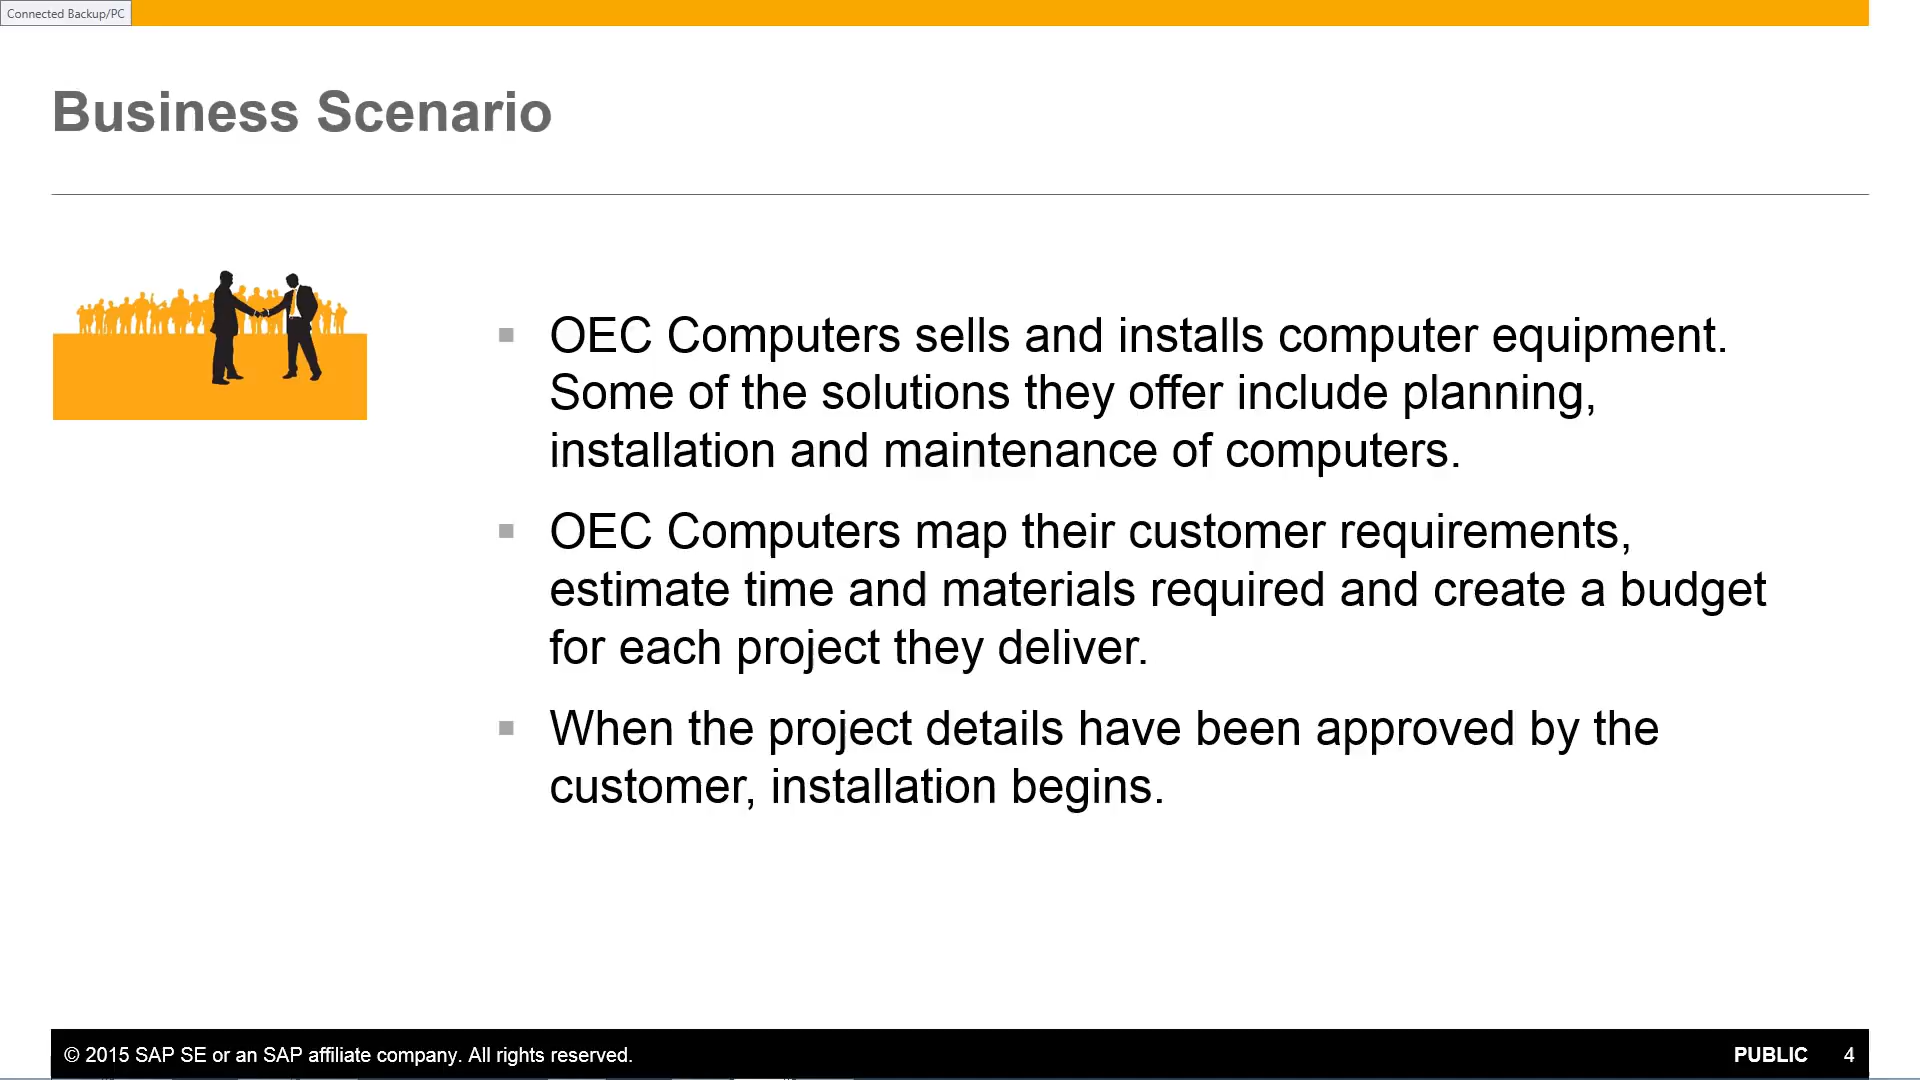 Connected Backup/PC
Business Scenario
OEC Computers sells and installs computer equipment.
Some of the solutions they offer include planning,
installation and maintenance of computers.
OEC Computers map their customer requirements,
estimate time and materials required and create a budget
for each project they deliver.
When the project details have been approved by the
customer, installation begins.
© 2015 SAP SE or an SAP affiliate company. All rights reserved.
PUBLIC 4